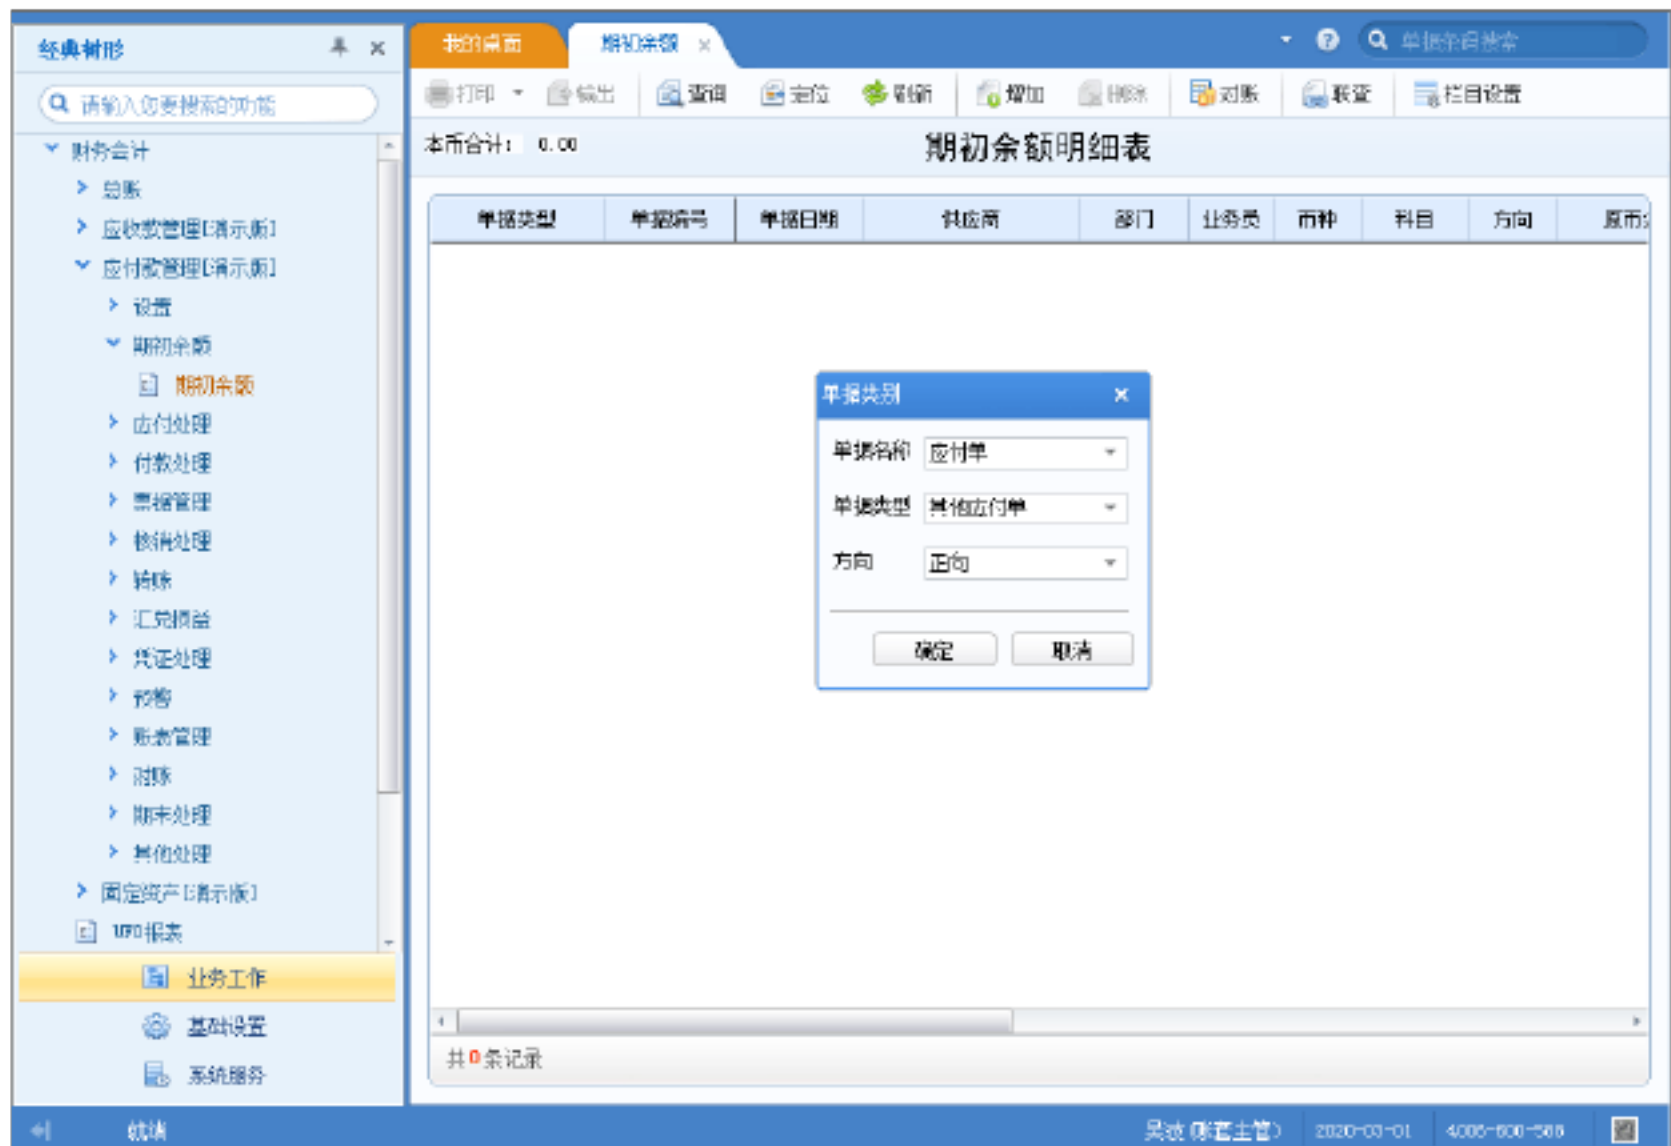 经典树形
请输入您要搜索的功能
财务会计
总账
应收款管理[演示版]
应付款管理[演示版]
设置
期初余额
期初余额
应付处理
付款处理
票据管理
核销处理
转账
汇兑损益
凭证处理
预警
账表管理
对账
期末处理
其他处理
固定资产[演示版]
UFO报表
业务工作
基础设置
系统服务
我的桌面 期初余额
单据条码搜索
打印 输出 查询 定位 刷新 增加 删除 对账 联查 栏目设置
本币合计: 0.00 期初余额明细表
单据类型 单据编号 单据日期 供应商 部门 业务员 币种 科目 方向 原币
单据类别
单据名称 应付单
单据类型 其他应付单
方向 正向
确定 取消
共0条记录
就绪 吴波(账套主管) 2020-03-01 4006-600-588